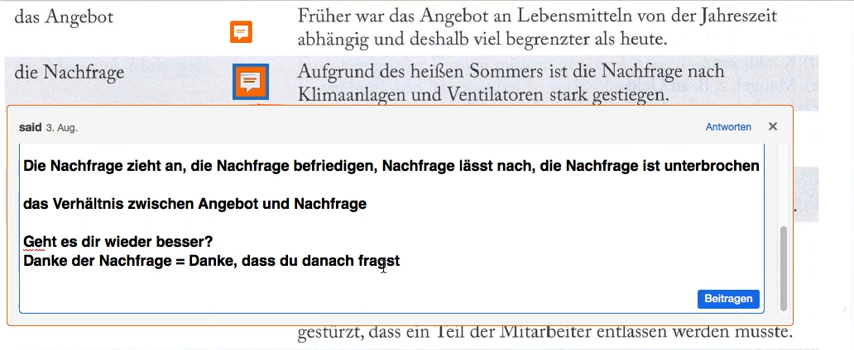 das Angebot
Früher war das Angebot an Lebensmitteln von der Jahreszeit
abhängig und deshalb viel begrenzter als heute.
die Nachfrage
Aufgrund des heißen Sommers ist die Nachfrage nach
Klimaanlagen und Ventilatoren stark gestiegen.
said 3. Aug.
Antworten
Die Nachfrage zieht an, die Nachfrage befriedigen, Nachfrage lässt nach, die Nachfrage ist unterbrochen
das Verhältnis zwischen Angebot und Nachfrage
Geht es dir wieder besser?
Danke der Nachfrage = Danke, dass du danach fragst
Beitragen
gestürzt, dass ein Teil der Mitarbeiter entlassen werden musste.